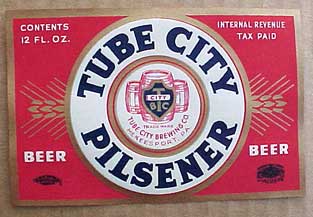 CONTENTS
12 FL. OZ.
INTERNAL REVENUE
TAX PAID
TUBE CITY
T
CITY
B C
TRADE MARK
TUBE CITY BREWING CO.
McKEESPORT, PA.
PILSENER
BEER
BEER